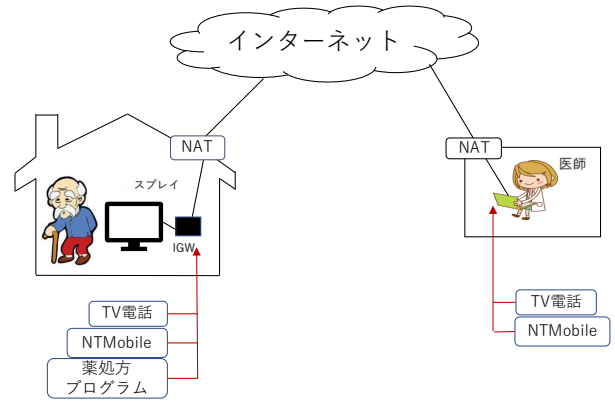 インターネット
NAT
NAT
医師
スプレイ
IGW
TV電話
NTMobile
薬処方
プログラム
TV電話
NTMobile